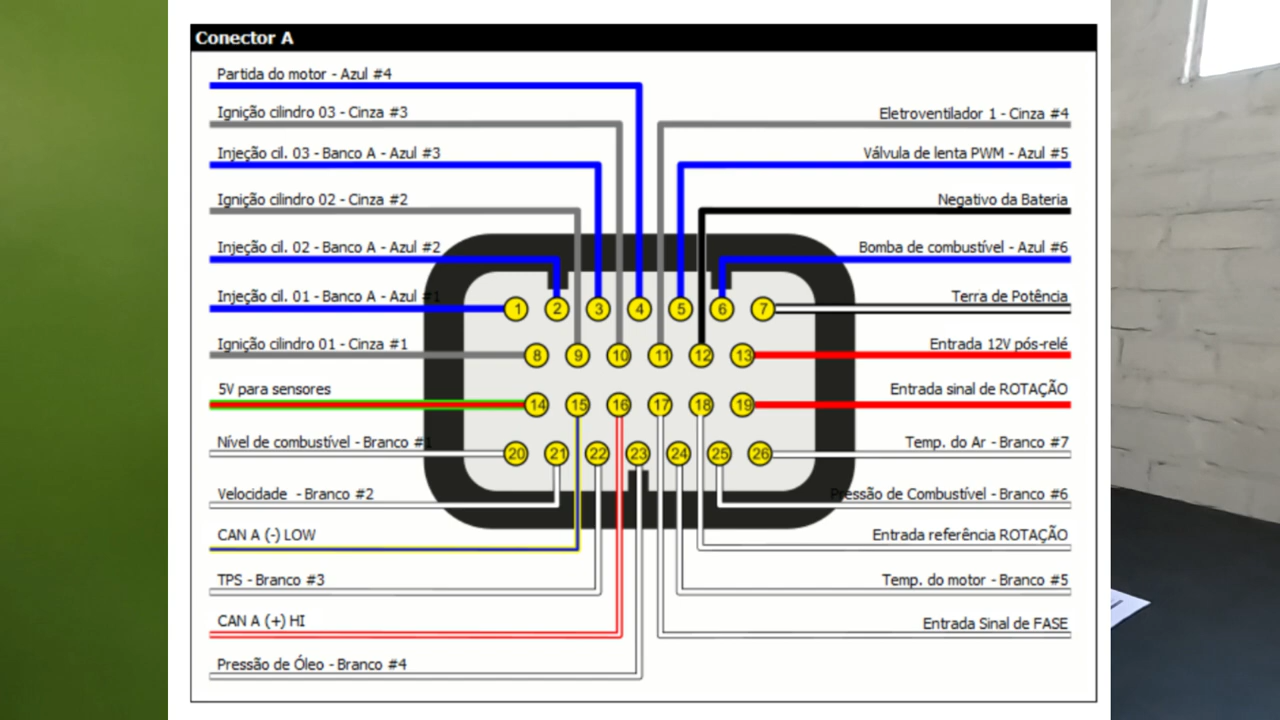 Conector A
Partida do motor - Azul #4
Ignição cilindro 03 - Cinza #3
Eletroventilador 1 - Cinza #4
Injeção cil. 03 - Banco A - Azul #3
Válvula de lenta PWM - Azul #5
Ignição cilindro 02 - Cinza #2
Negativo da Bateria
Injeção cil. 02 - Banco A - Azul #2
Bomba de combustível - Azul #6
Injeção cil. 01 - Banco A - Azul #1
Terra de Potência
1 2 3 4 5 6 7
Ignição cilindro 01 - Cinza #1
Entrada 12V pós-relé
8 9 10 11 12 13
5V para sensores
Entrada sinal de ROTAÇÃO
14 15 16 17 18 19
Nível de combustível - Branco #1
Temp. do Ar - Branco #7
20 21 22 23 24 25 26
Velocidade - Branco #2
Pressão de Combustível - Branco #6
CAN A (-) LOW
Entrada referência ROTAÇÃO
TPS - Branco #3
Temp. do motor - Branco #5
CAN A (+) HI
Entrada Sinal de FASE
Pressão de Óleo - Branco #4